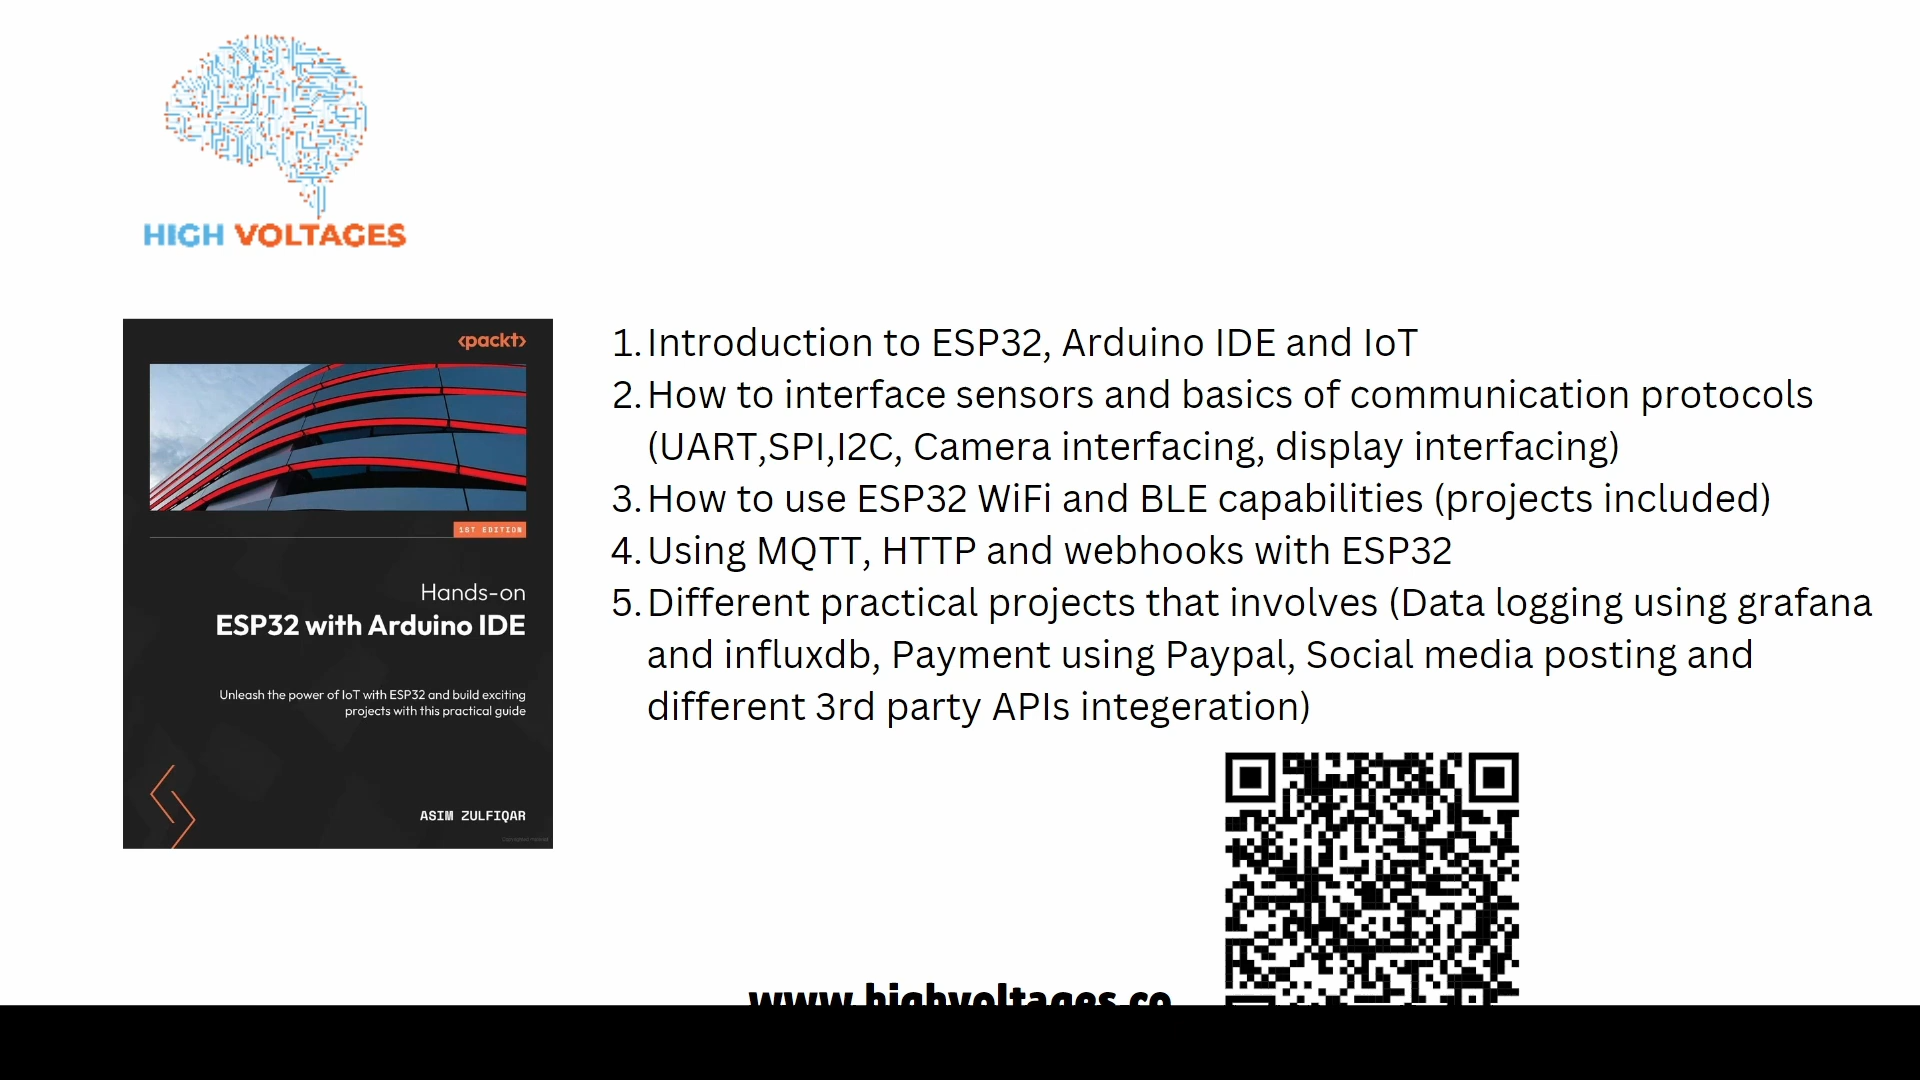 HIGH VOLTAGES
<packt>
1ST EDITION
Hands-on
ESP32 with Arduino IDE
Unleash the power of IoT with ESP32 and build exciting
projects with this practical guide
ASIM ZULFIQAR
1. Introduction to ESP32, Arduino IDE and IoT
2. How to interface sensors and basics of communication protocols
(UART,SPI,I2C, Camera interfacing, display interfacing)
3. How to use ESP32 WiFi and BLE capabilities (projects included)
4. Using MQTT, HTTP and webhooks with ESP32
5. Different practical projects that involves (Data logging using grafana
and influxdb, Payment using Paypal, Social media posting and
different 3rd party APIs integeration)
www.highvoltages.co